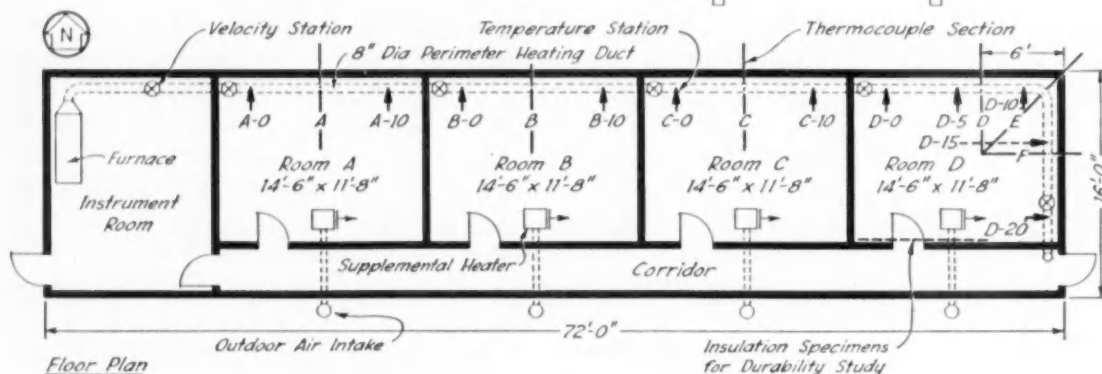 N
Velocity Station
Temperature Station
Thermocouple Section
8" Dia Perimeter Heating Duct
6'
A-0
A
A-10
B-0
B
B-10
C-0
C
C-10
D-0
D-5
D
D-10
E
D-15
F
Furnace
Instrument
Room
Room A
14'-6" x 11'-8"
Room B
14'-6" x 11'-8"
Room C
14'-6" x 11'-8"
Room D
14'-6" x 11'-8"
16'-0"
D-20
Supplemental Heater
Corridor
72'-0"
Outdoor Air Intake
Insulation Specimens
for Durability Study
Floor Plan